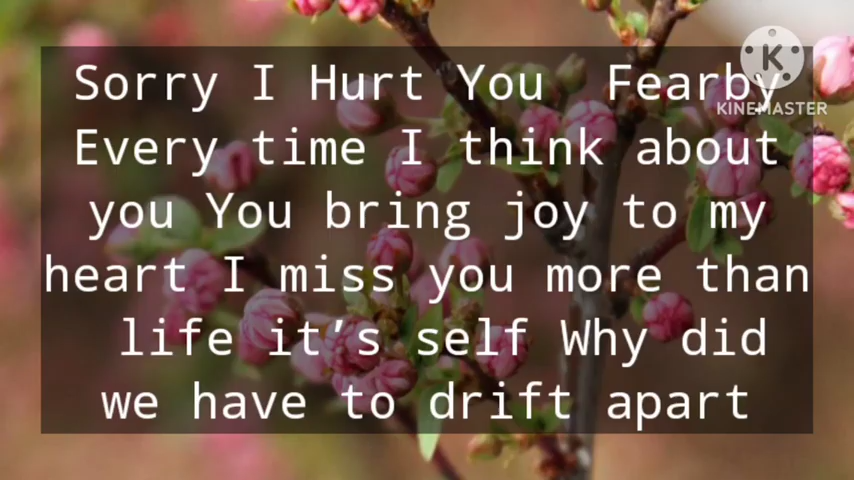 Sorry I Hurt You  Fearby
Every time I think about
you You bring joy to my
heart I miss you more than
life it’s self Why did
we have to drift apart
K
KINEMASTER